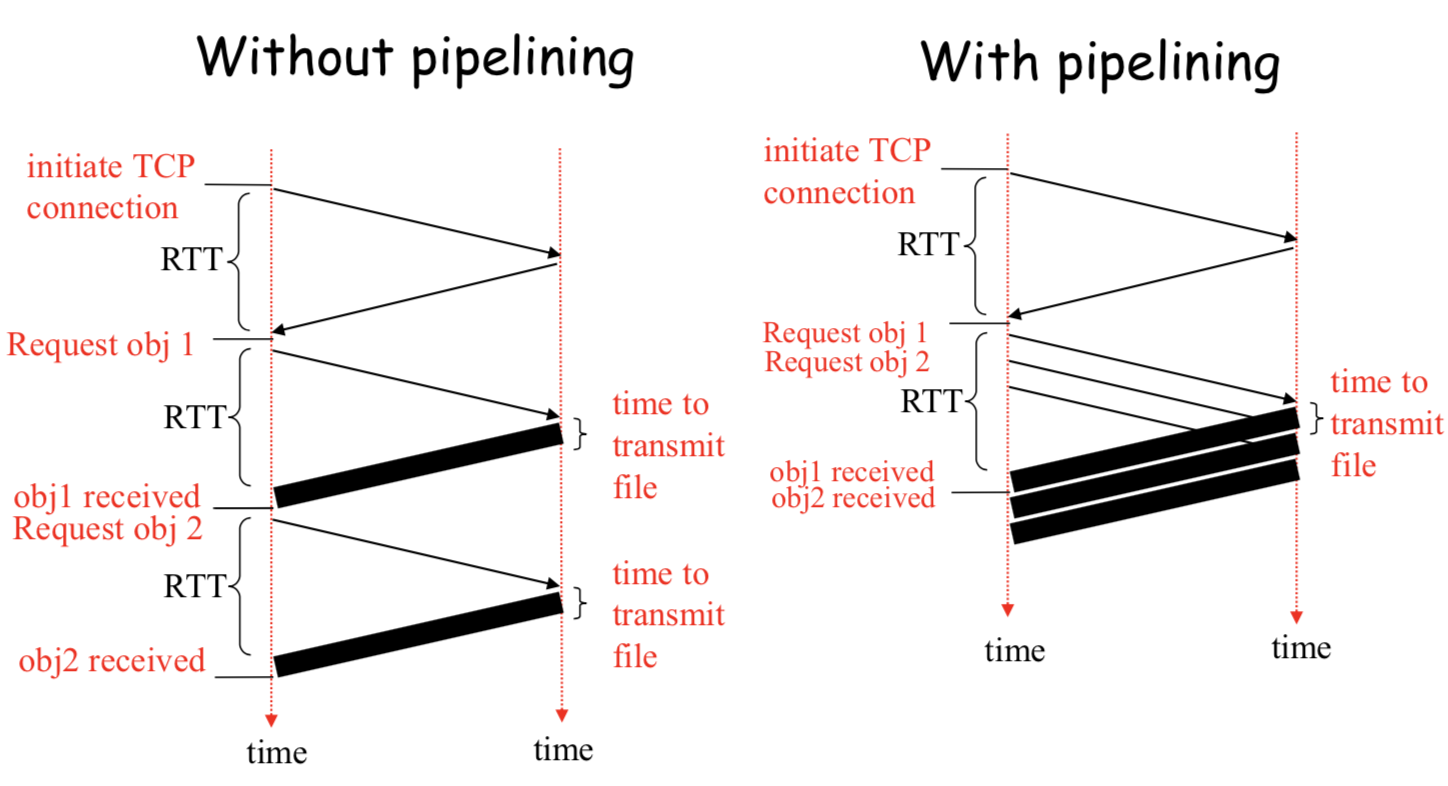 Without pipelining
initiate TCP
connection
RTT
Request obj 1
RTT
time to
transmit
file
obj1 received
Request obj 2
RTT
time to
transmit
file
obj2 received
time
time
With pipelining
initiate TCP
connection
RTT
Request obj 1
Request obj 2
RTT
time to
transmit
file
obj1 received
obj2 received
time
time